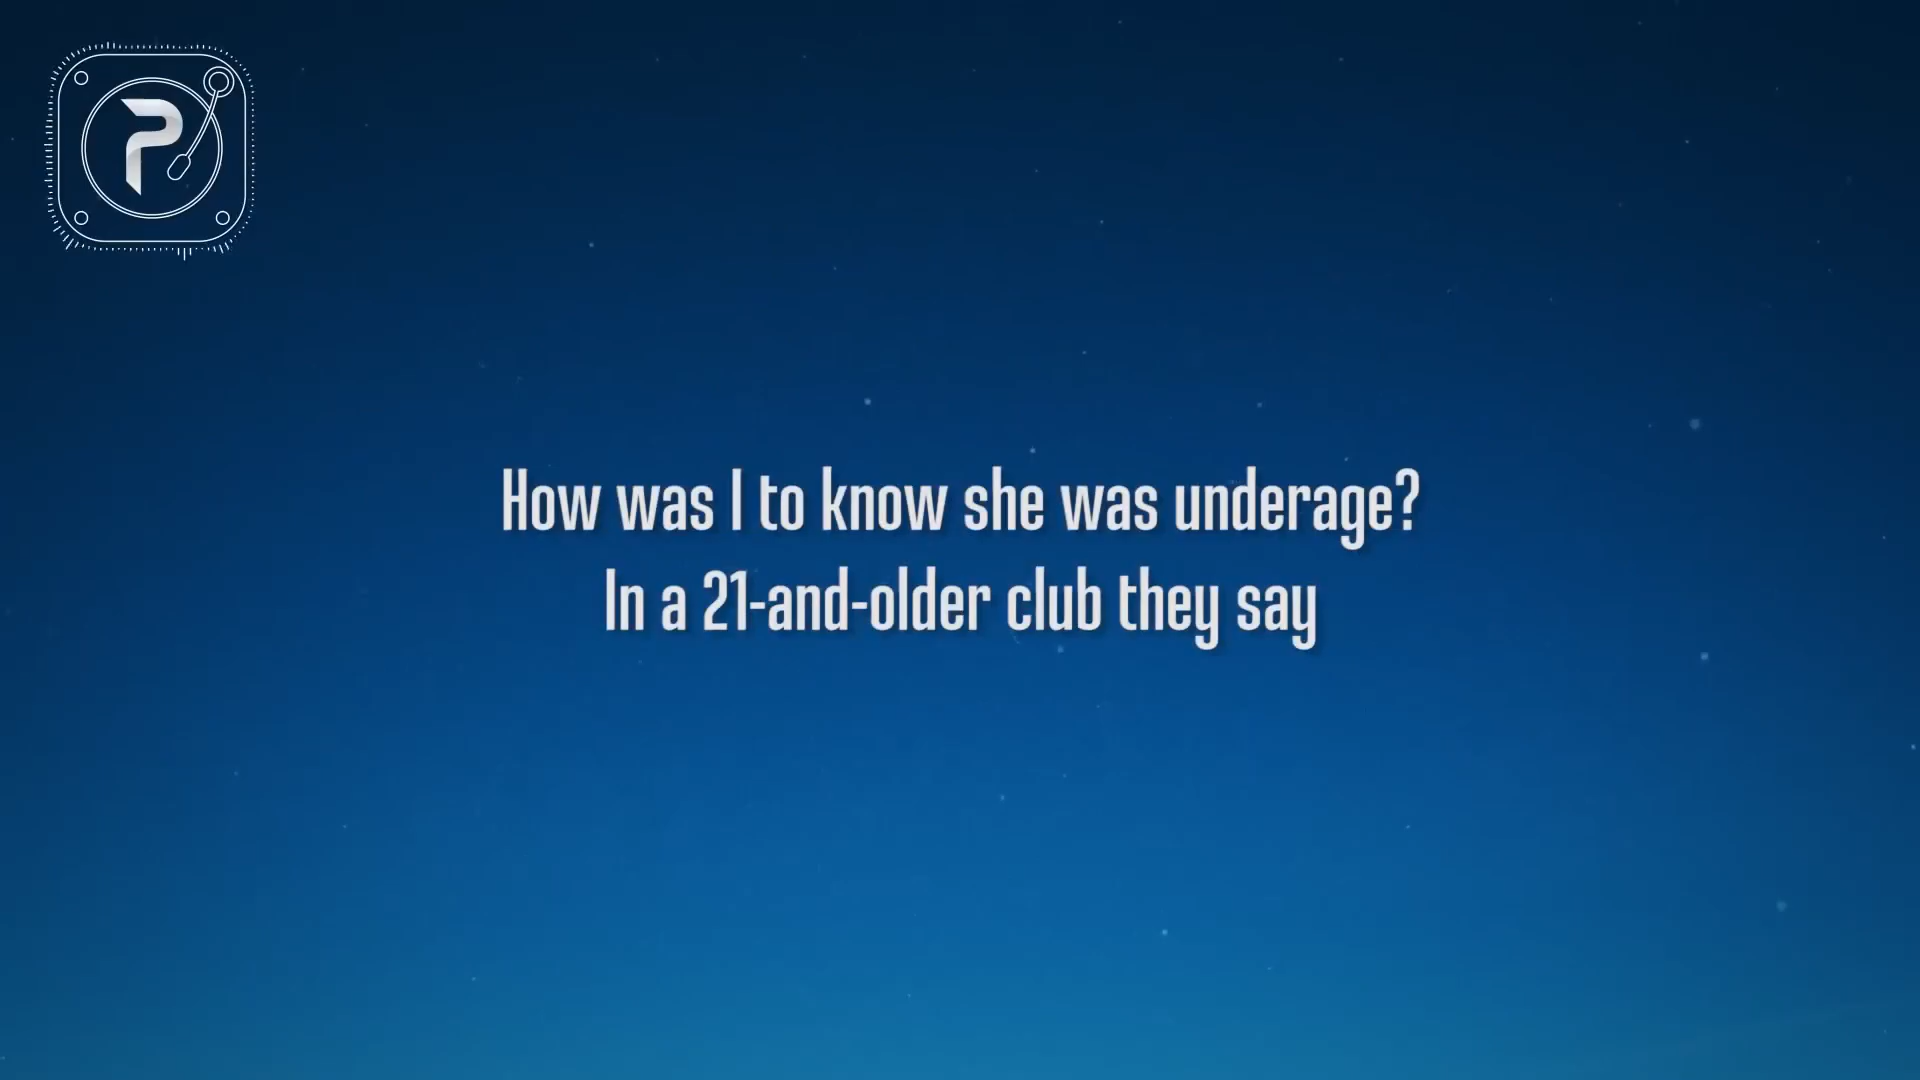 P
How was I to know she was underage?
In a 21-and-older club they say